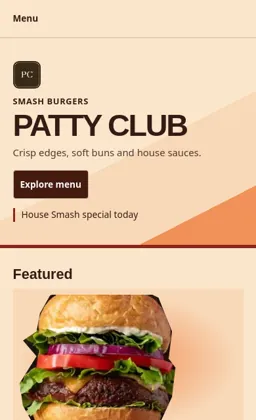 Menu
PC
SMASH BURGERS
PATTY CLUB
Crisp edges, soft buns and house sauces.
Explore menu
House Smash special today
Featured